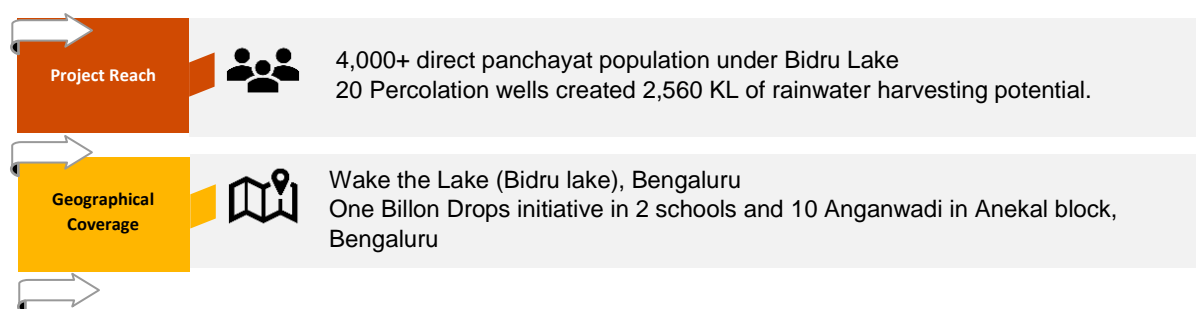 Project Reach
4,000+ direct panchayat population under Bidru Lake
20 Percolation wells created 2,560 KL of rainwater harvesting potential.
Geographical
Coverage
Wake the Lake (Bidru lake), Bengaluru
One Billon Drops initiative in 2 schools and 10 Anganwadi in Anekal block,
Bengaluru